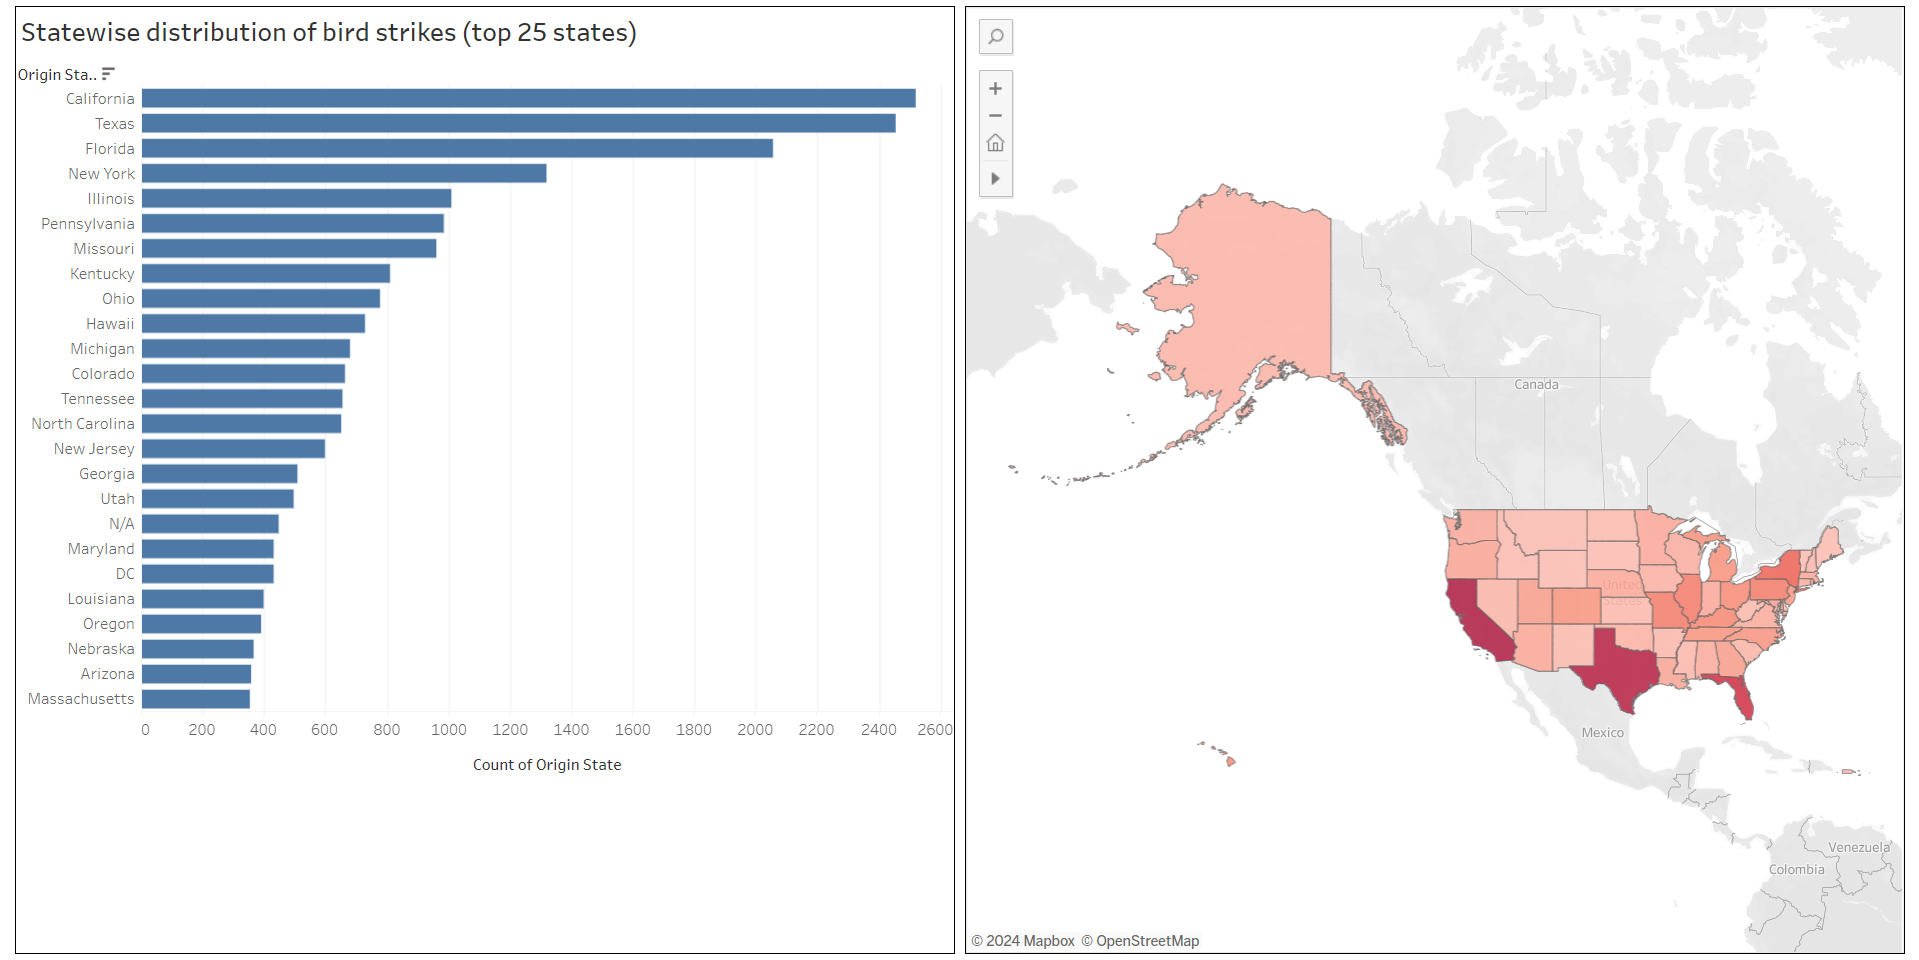 Statewise distribution of bird strikes (top 25 states)
Origin Sta..
California
Texas
Florida
New York
Illinois
Pennsylvania
Missouri
Kentucky
Ohio
Hawaii
Michigan
Colorado
Tennessee
North Carolina
New Jersey
Georgia
Utah
N/A
Maryland
DC
Louisiana
Oregon
Nebraska
Arizona
Massachusetts
0 200 400 600 800 1000 1200 1400 1600 1800 2000 2200 2400 2600
Count of Origin State
Canada
United
States
Mexico
Venezuela
Colombia
© 2024 Mapbox © OpenStreetMap